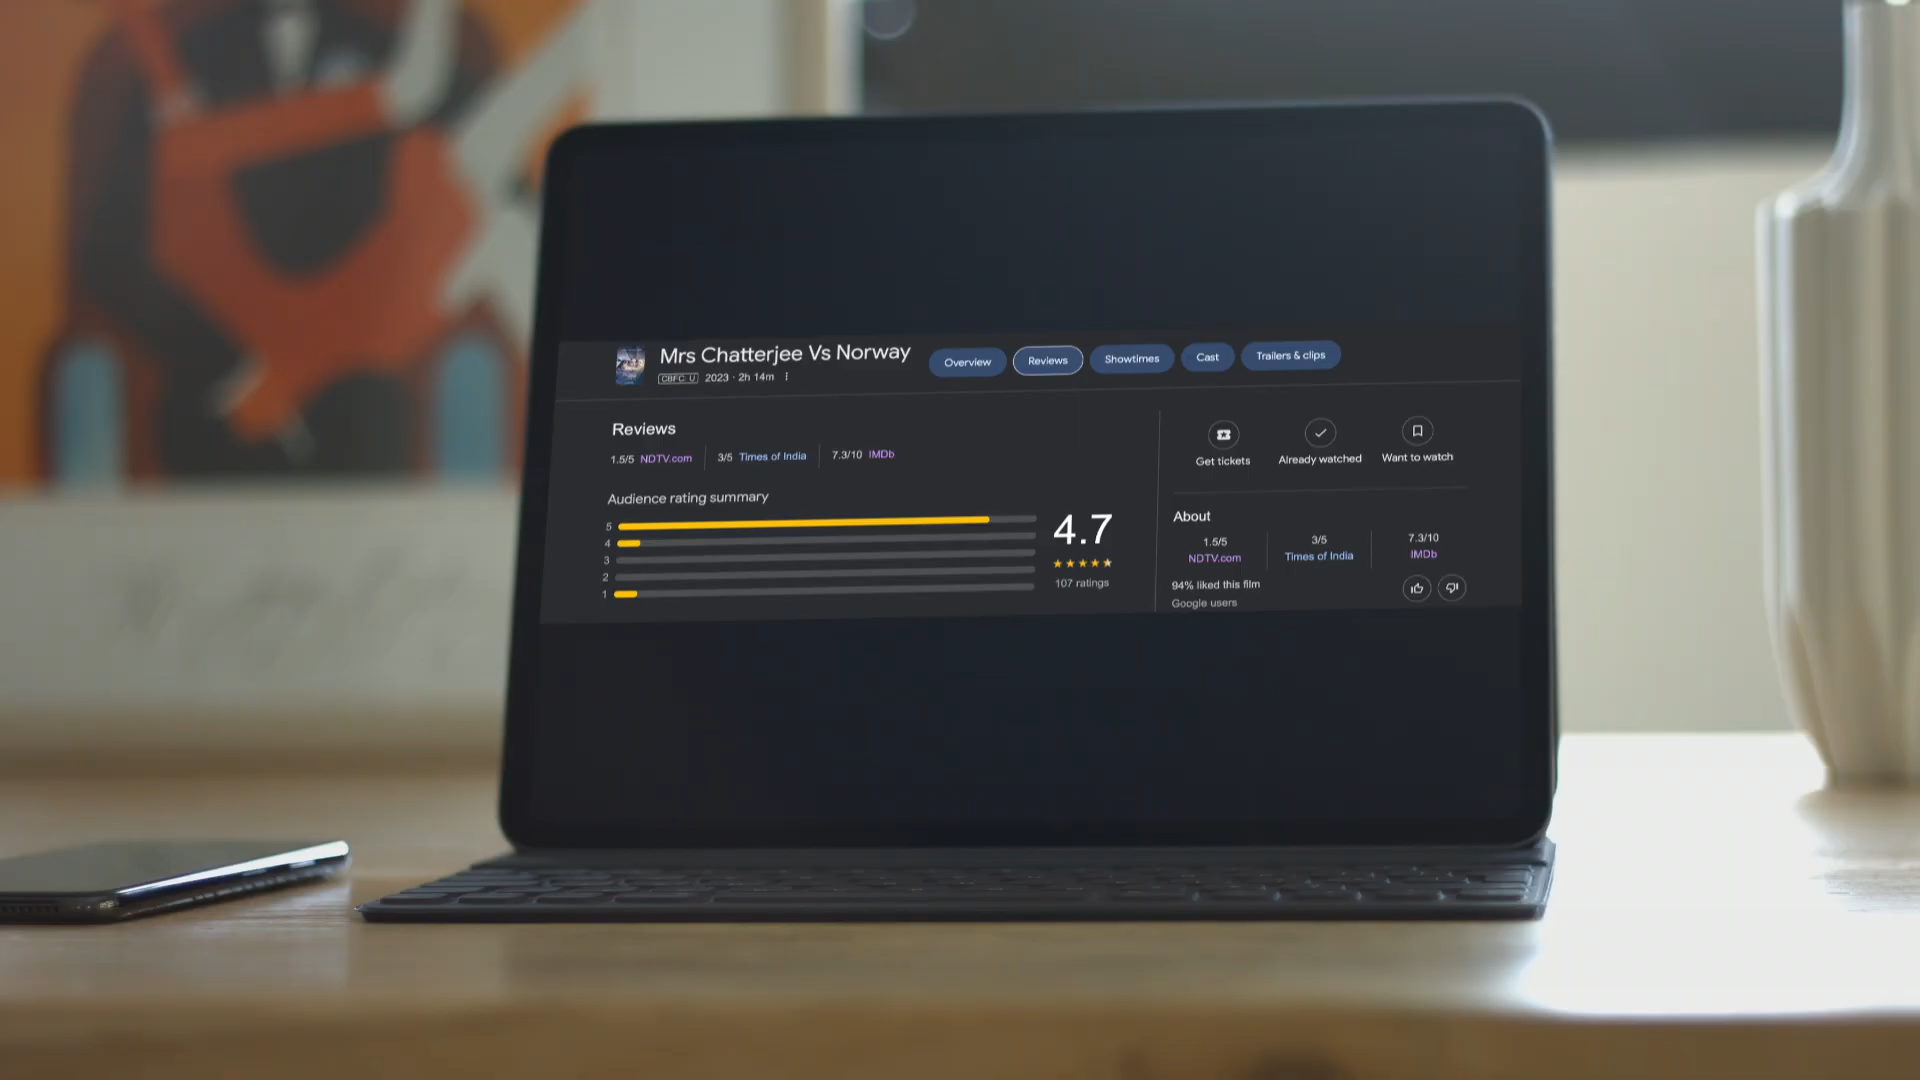 Mrs Chatterjee Vs Norway
CBFC: U 2023 · 2h 14m
Overview Reviews Showtimes Cast Trailers & clips
Reviews
1.5/5 NDTV.com 3/5 Times of India 7.3/10 IMDb
Audience rating summary
5
4
3
2
1
4.7
107 ratings
Get tickets Already watched Want to watch
About
1.5/5 3/5 7.3/10
NDTV.com Times of India IMDb
94% liked this film
Google users